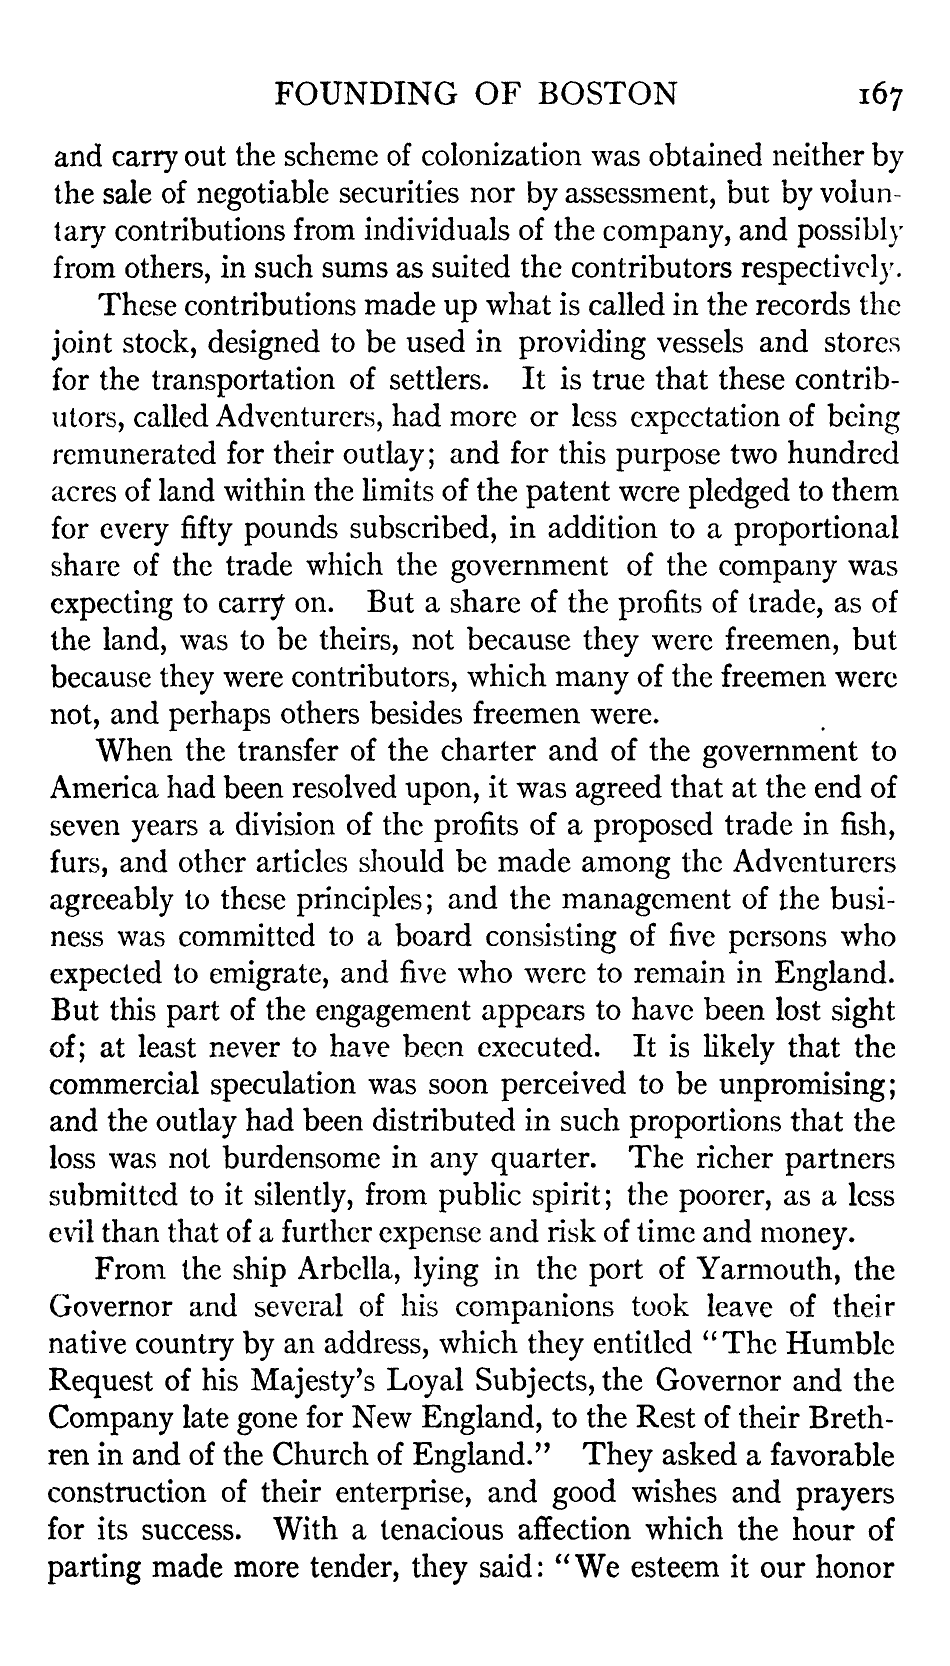 FOUNDING OF BOSTON 167
and carry out the scheme of colonization was obtained neither by
the sale of negotiable securities nor by assessment, but by volun-
tary contributions from individuals of the company, and possibly
from others, in such sums as suited the contributors respectively.
These contributions made up what is called in the records the
joint stock, designed to be used in providing vessels and stores
for the transportation of settlers. It is true that these contrib-
utors, called Adventurers, had more or less expectation of being
remunerated for their outlay; and for this purpose two hundred
acres of land within the limits of the patent were pledged to them
for every fifty pounds subscribed, in addition to a proportional
share of the trade which the government of the company was
expecting to carry on. But a share of the profits of trade, as of
the land, was to be theirs, not because they were freemen, but
because they were contributors, which many of the freemen were
not, and perhaps others besides freemen were.
When the transfer of the charter and of the government to
America had been resolved upon, it was agreed that at the end of
seven years a division of the profits of a proposed trade in fish,
furs, and other articles should be made among the Adventurers
agreeably to these principles; and the management of the busi-
ness was committed to a board consisting of five persons who
expected to emigrate, and five who were to remain in England.
But this part of the engagement appears to have been lost sight
of; at least never to have been executed. It is likely that the
commercial speculation was soon perceived to be unpromising;
and the outlay had been distributed in such proportions that the
loss was not burdensome in any quarter. The richer partners
submitted to it silently, from public spirit; the poorer, as a less
evil than that of a further expense and risk of time and money.
From the ship Arbella, lying in the port of Yarmouth, the
Governor and several of his companions took leave of their
native country by an address, which they entitled "The Humble
Request of his Majesty's Loyal Subjects, the Governor and the
Company late gone for New England, to the Rest of their Breth-
ren in and of the Church of England." They asked a favorable
construction of their enterprise, and good wishes and prayers
for its success. With a tenacious affection which the hour of
parting made more tender, they said: "We esteem it our honor